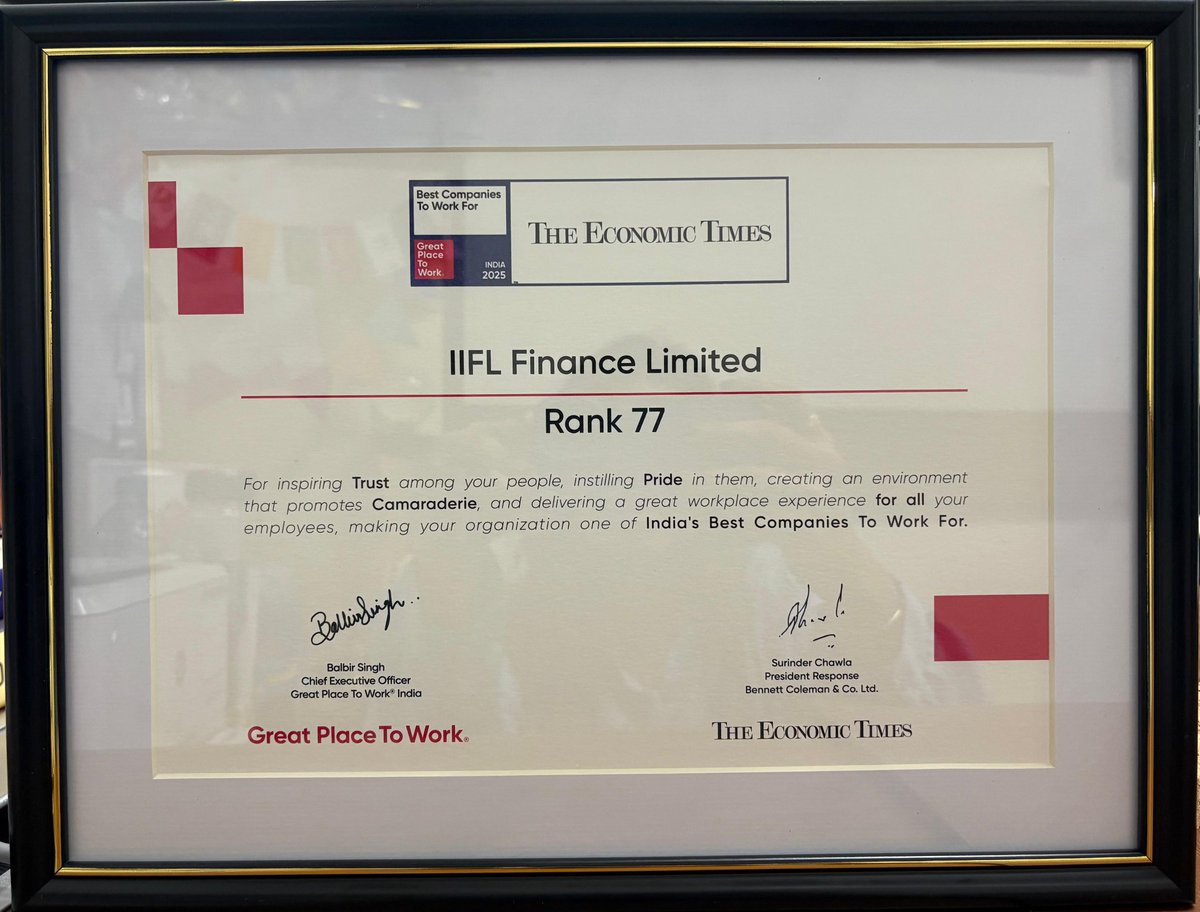 Best Companies
To Work For
Great
Place
To
Work.
INDIA
2025
™
THE ECONOMIC TIMES
IIFL Finance Limited
Rank 77
For inspiring Trust among your people, instilling Pride in them, creating an environment
that promotes Camaraderie, and delivering a great workplace experience for all your
employees, making your organization one of India's Best Companies To Work For.
Balbir Singh
Balbir Singh
Chief Executive Officer
Great Place To Work® India
Great Place To Work®
Surinder Chawla
President Response
Bennett Coleman & Co. Ltd.
THE ECONOMIC TIMES